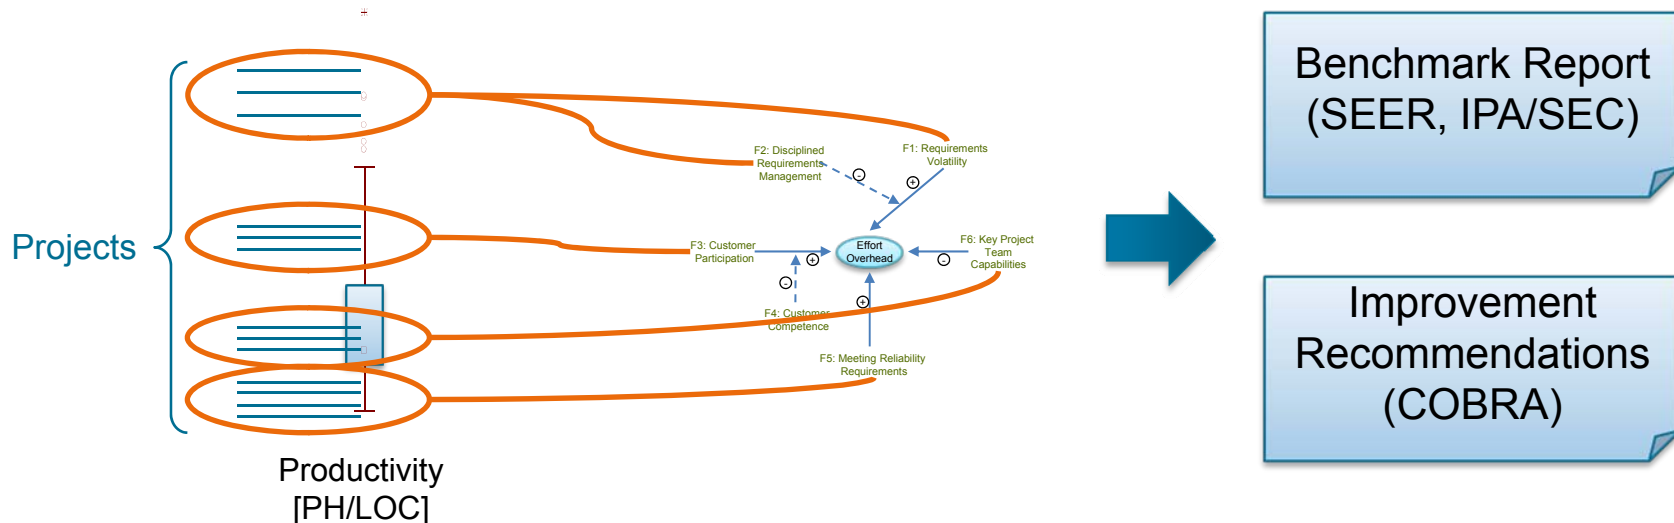 Projects
Productivity
[PH/LOC]
F2: Disciplined
Requirements
Management
F1: Requirements
Volatility
-
+
F3: Customer
Participation
+
-
F4: Customer
Competence
Effort
Overhead
F6: Key Project
Team
Capabilities
-
+
F5: Meeting Reliability
Requirements
Benchmark Report
(SEER, IPA/SEC)
Improvement
Recommendations
(COBRA)